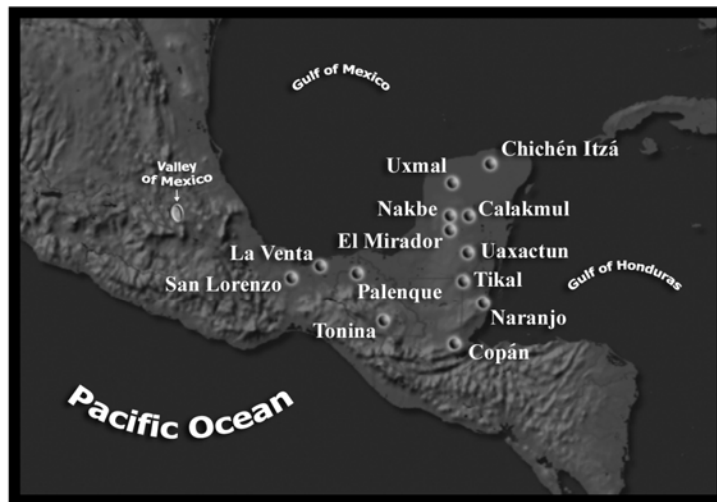 Gulf of Mexico
Chichén Itzá
Uxmal
Valley
of Mexico
Nakbe
Calakmul
El Mirador
La Venta
Uaxactun
San Lorenzo
Palenque
Tikal
Gulf of Honduras
Naranjo
Tonina
Copán
Pacific Ocean